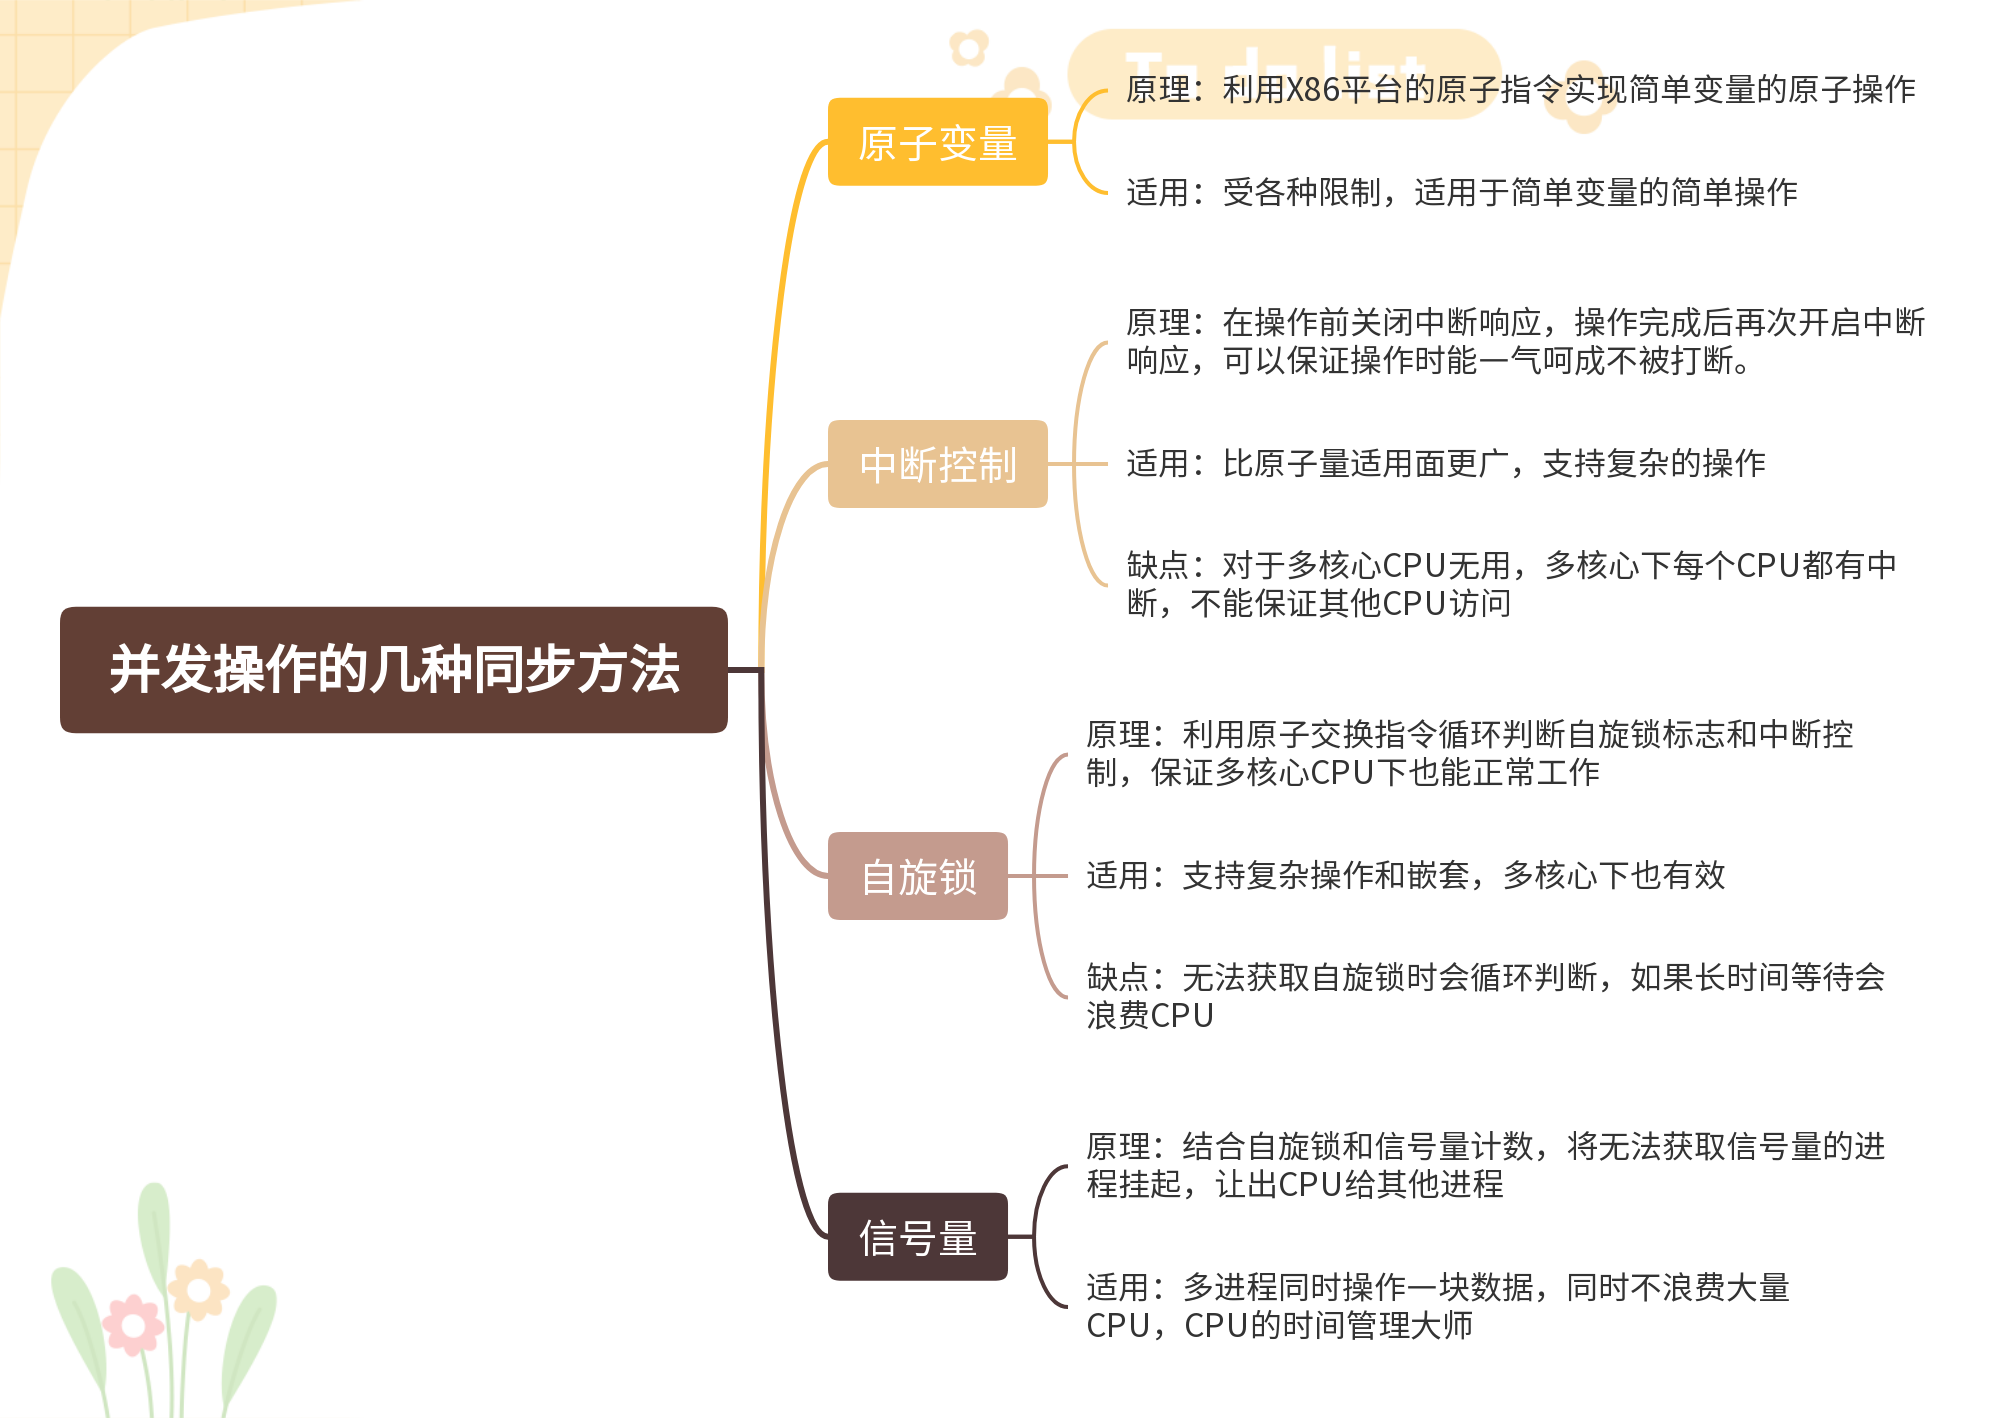 To do list
原子变量
原理：利用X86平台的原子指令实现简单变量的原子操作
适用：受各种限制，适用于简单变量的简单操作
中断控制
原理：在操作前关闭中断响应，操作完成后再次开启中断
响应，可以保证操作时能一气呵成不被打断。
适用：比原子量适用面更广，支持复杂的操作
缺点：对于多核心CPU无用，多核心下每个CPU都有中
断，不能保证其他CPU访问
并发操作的几种同步方法
自旋锁
原理：利用原子交换指令循环判断自旋锁标志和中断控
制，保证多核心CPU下也能正常工作
适用：支持复杂操作和嵌套，多核心下也有效
缺点：无法获取自旋锁时会循环判断，如果长时间等待会
浪费CPU
信号量
原理：结合自旋锁和信号量计数，将无法获取信号量的进
程挂起，让出CPU给其他进程
适用：多进程同时操作一块数据，同时不浪费大量
CPU，CPU的时间管理大师